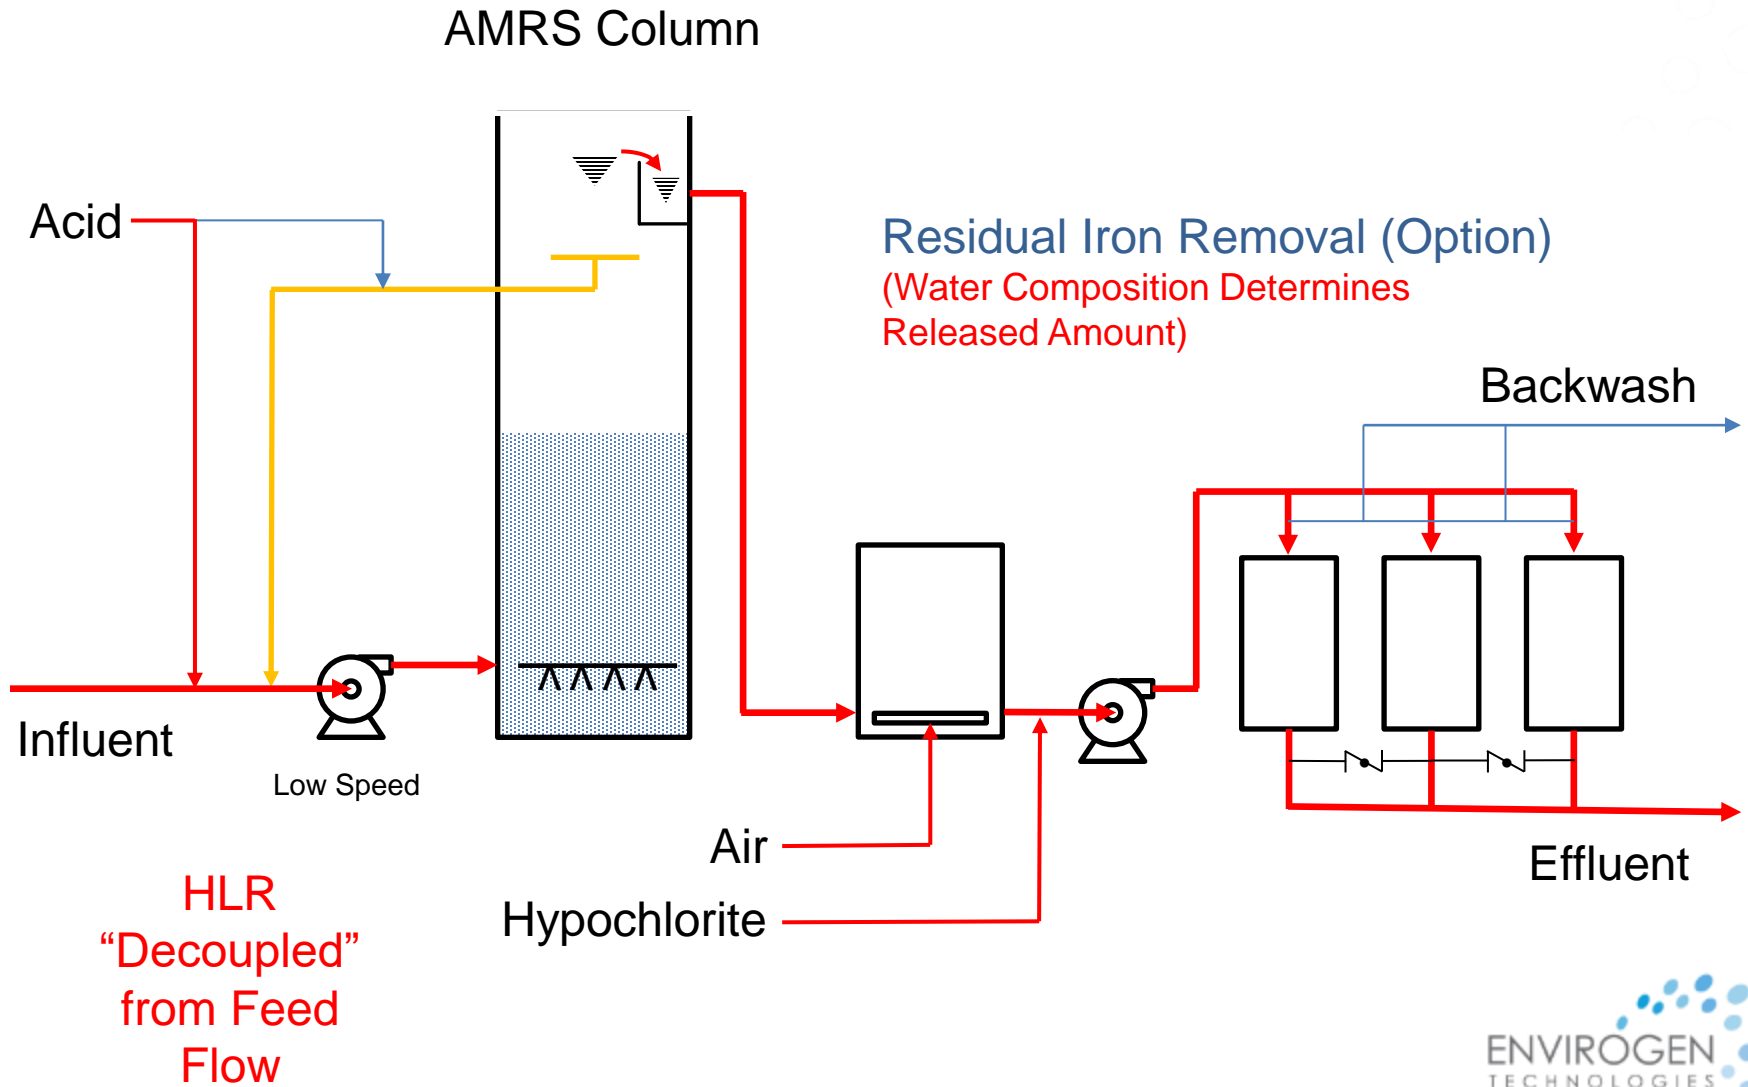 AMRS Column
Acid
Residual Iron Removal (Option)
(Water Composition Determines
Released Amount)
Backwash
Influent
Low Speed
Air
Hypochlorite
Effluent
HLR
“Decoupled”
from Feed
Flow
ENVIROGEN
TECHNOLOGIES